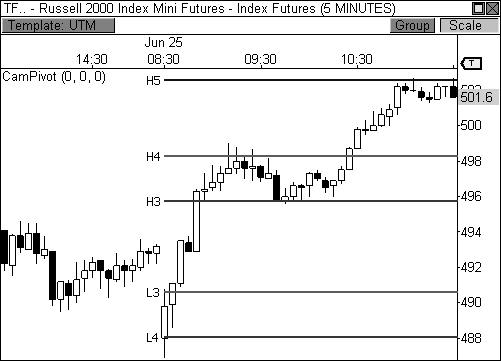 TF.. - Russell 2000 Index Mini Futures - Index Futures (5 MINUTES)
Template: UTM Group Scale
Jun 25
14:30 08:30 09:30 10:30 T
CamPivot (0, 0, 0)
H5
502
501.6
500
H4
498
H3
496
494
492
L3
490
L4
488